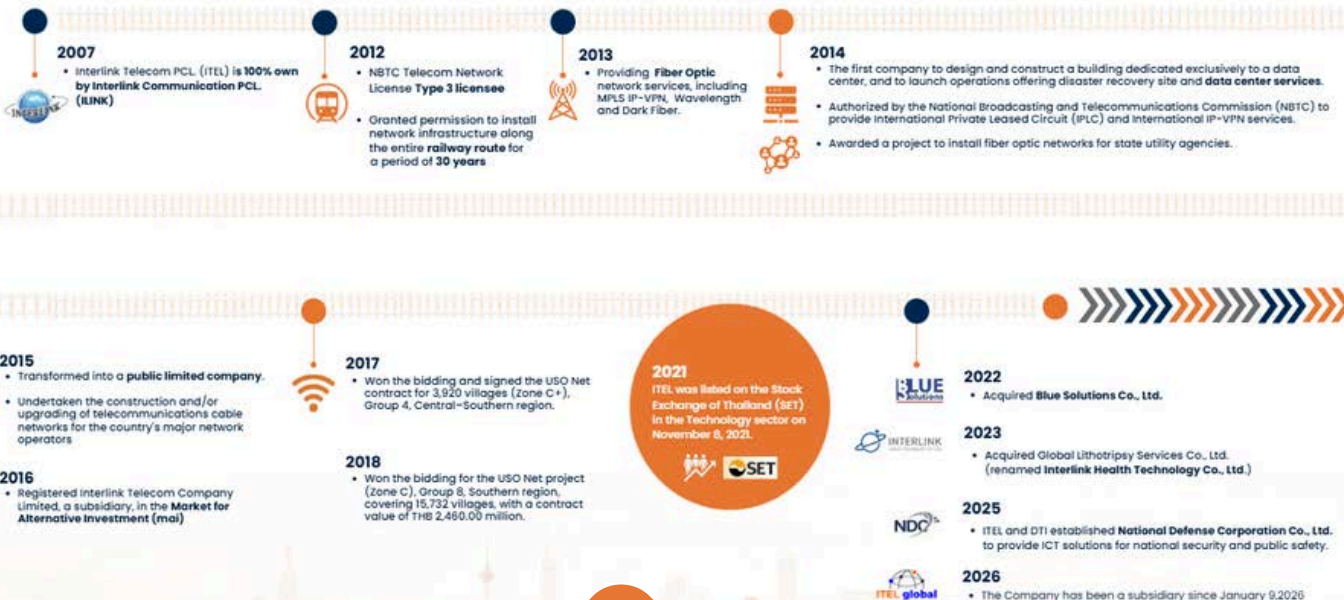 2007
• Interlink Telecom PCL. (ITEL) is 100% own
by Interlink Communication PCL.
(ILINK)
INTERLINK
2012
• NBTC Telecom Network
License Type 3 licensee
• Granted permission to install
network infrastructure along
the entire railway route for
a period of 30 years
2013
• Providing Fiber Optic
network services, including
MPLS IP-VPN, Wavelength
and Dark Fiber.
2014
• The first company to design and construct a building dedicated exclusively to a data
center, and to launch operations offering disaster recovery site and data center services.
• Authorized by the National Broadcasting and Telecommunications Commission (NBTC) to
provide International Private Leased Circuit (IPLC) and International IP-VPN services.
• Awarded a project to install fiber optic networks for state utility agencies.
2015
• Transformed into a public limited company.
• Undertaken the construction and/or
upgrading of telecommunications cable
networks for the country's major network
operators
2016
• Registered Interlink Telecom Company
Limited, a subsidiary, in the Market for
Alternative Investment (mai)
2017
• Won the bidding and signed the USO Net
contract for 3,920 villages (Zone C+),
Group 4, Central-Southern region.
2018
• Won the bidding for the USO Net project
(Zone C), Group 8, Southern region,
covering 15,732 villages, with a contract
value of THB 2,460.00 million.
2021
ITEL was listed on the Stock
Exchange of Thailand (SET)
in the Technology sector on
November 8, 2021.
SET
BLUE
Solutions
2022
• Acquired Blue Solutions Co., Ltd.
INTERLINK
2023
• Acquired Global Lithotripsy Services Co., Ltd.
(renamed Interlink Health Technology Co., Ltd.)
NDC
2025
• ITEL and DTI established National Defense Corporation Co., Ltd.
to provide ICT solutions for national security and public safety.
ITEL global
2026
• The Company has been a subsidiary since January 9,2026